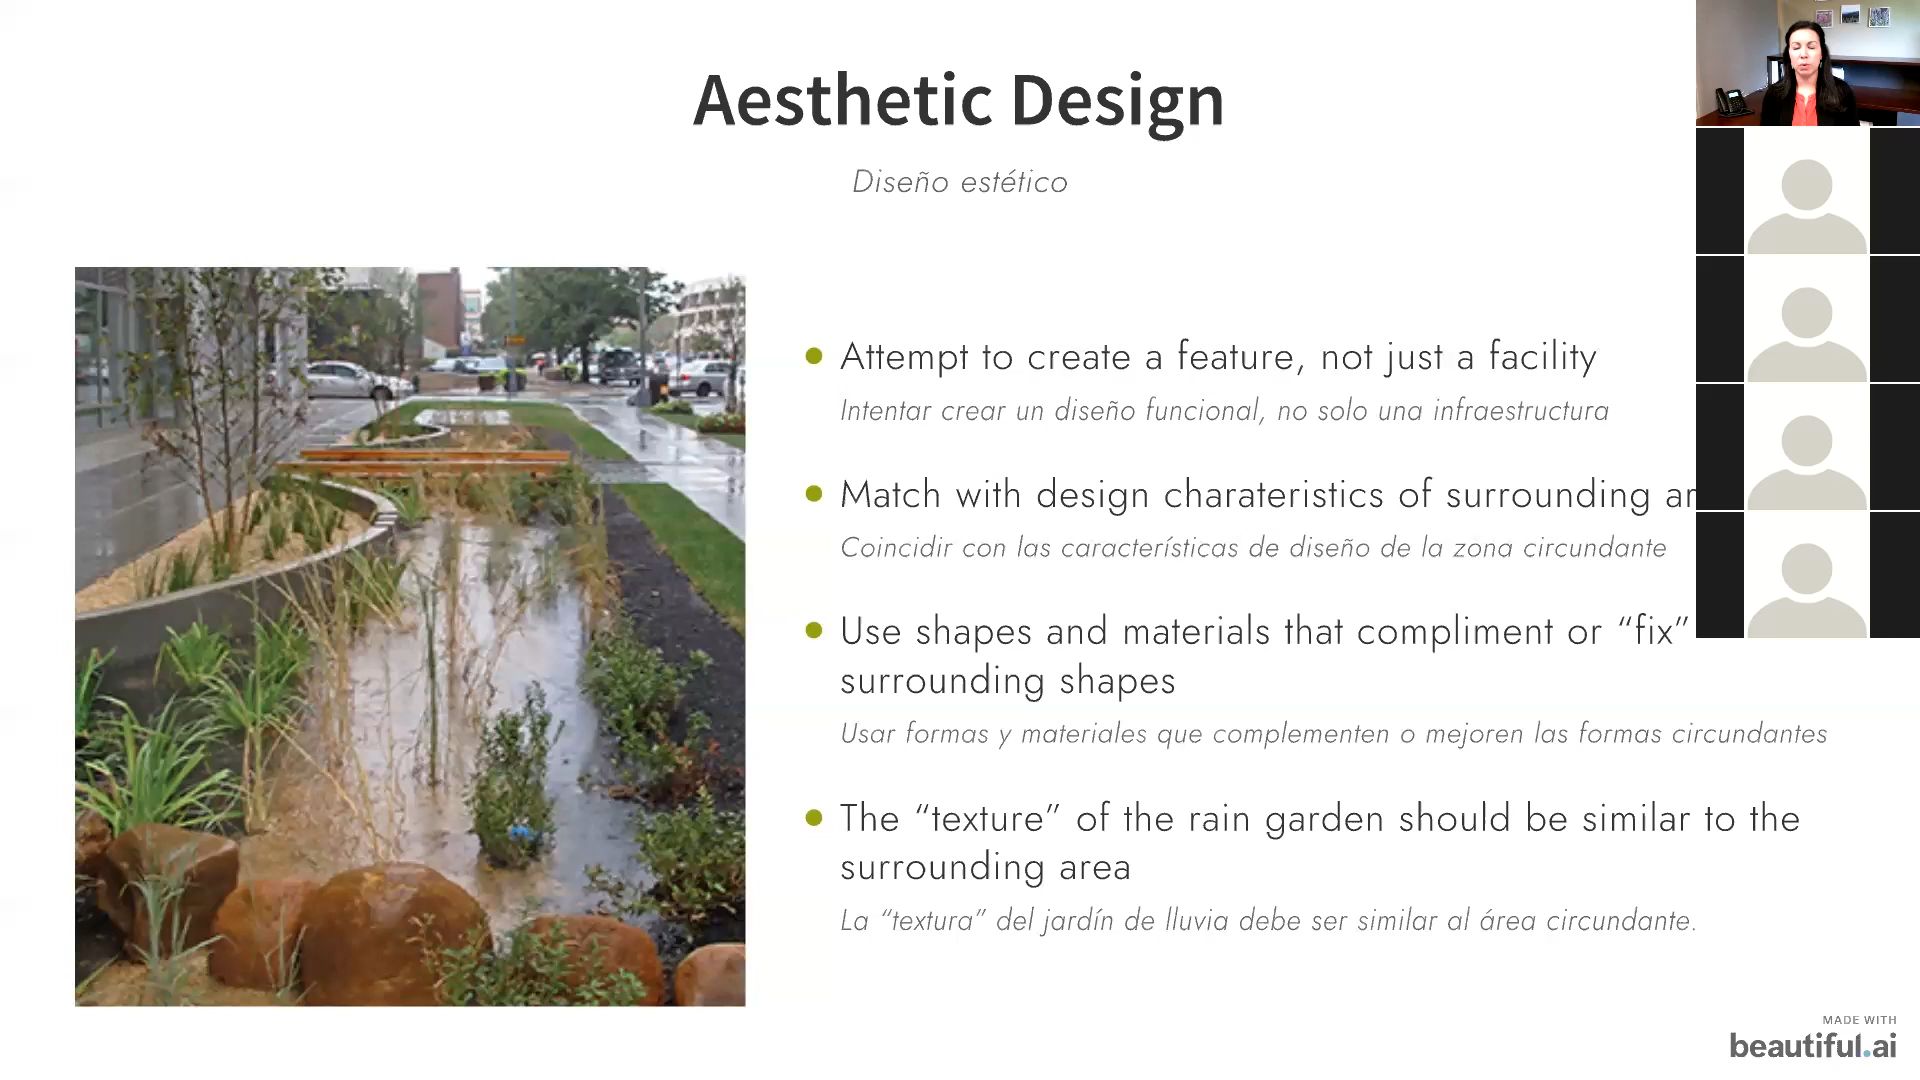 Aesthetic Design
Diseño estético
Attempt to create a feature, not just a facility
Intentar crear un diseño funcional, no solo una infraestructura
Match with design charateristics of surrounding
Coincidir con las características de diseño de la zona circundante
Use shapes and materials that compliment or “fix”
surrounding shapes
Usar formas y materiales que complementen o mejoren las formas circundantes
The “texture” of the rain garden should be similar to the
surrounding area
La “textura” del jardín de lluvia debe ser similar al área circundante.
MADE WITH
beautiful.ai